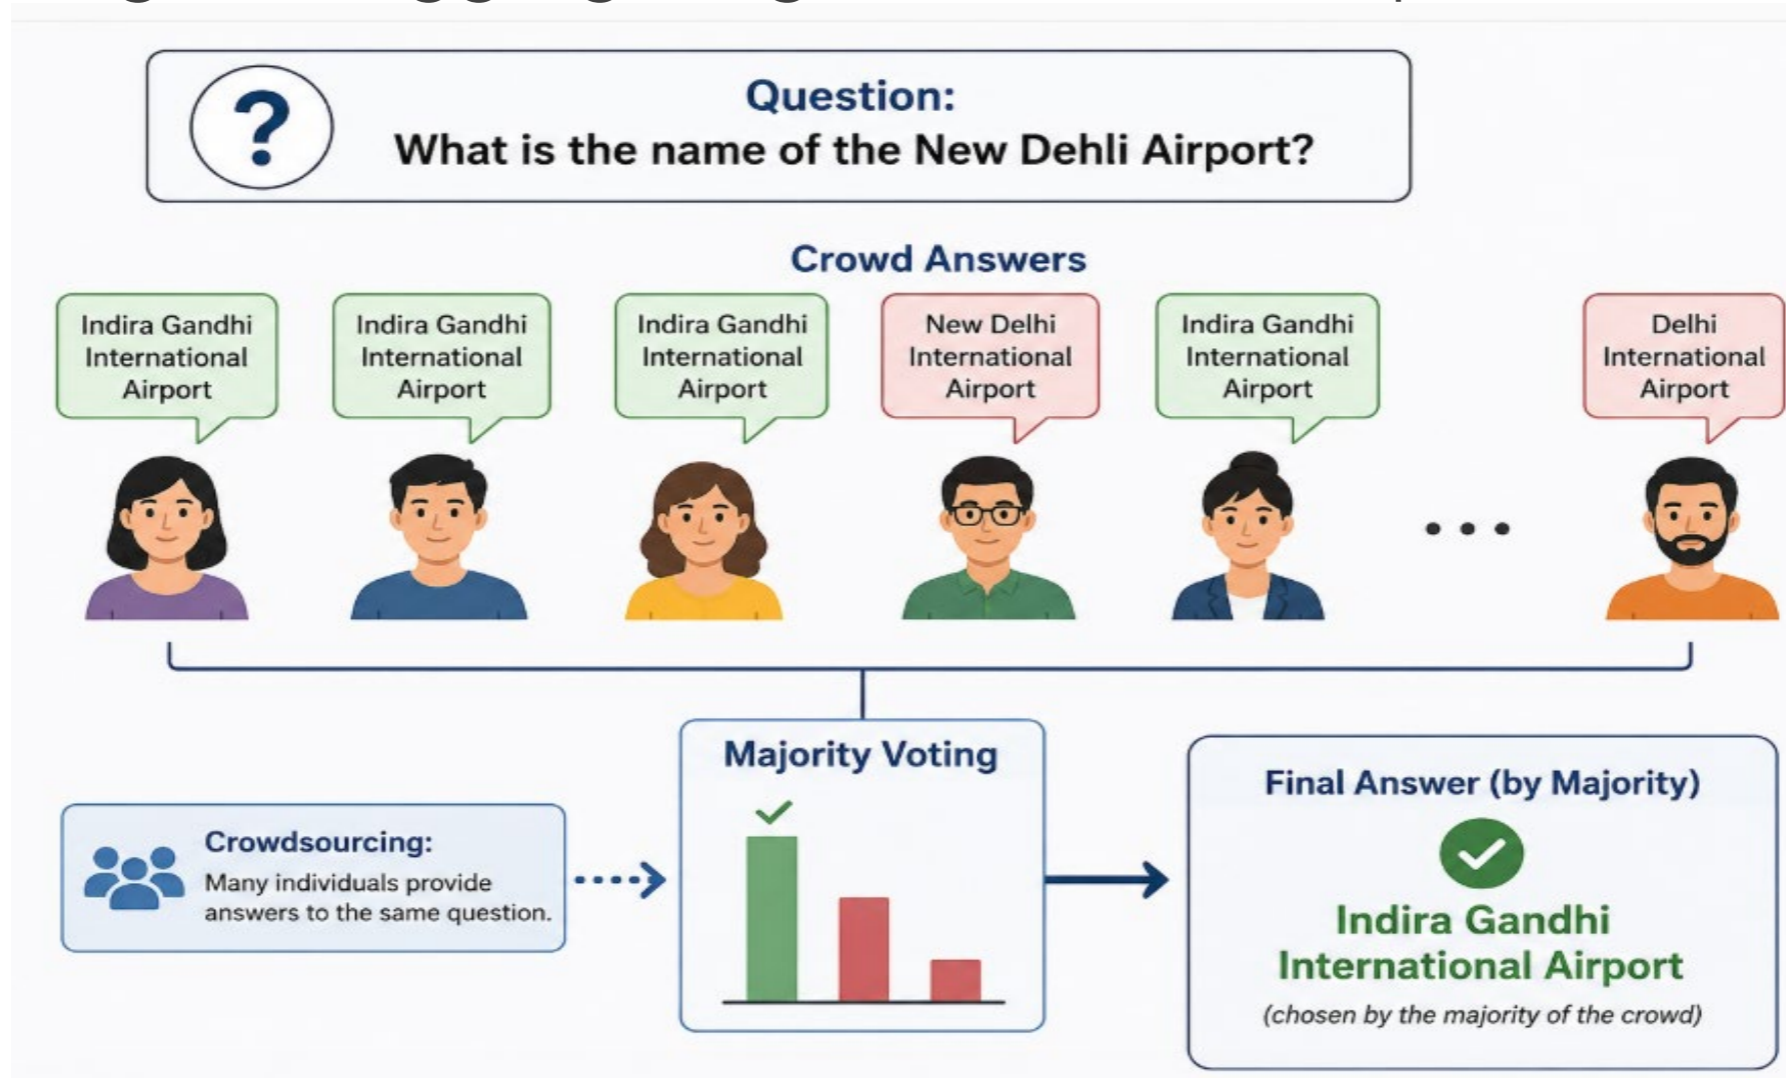 ?
Question:
What is the name of the New Dehli Airport?
Crowd Answers
Indira Gandhi
International
Airport
Indira Gandhi
International
Airport
Indira Gandhi
International
Airport
New Delhi
International
Airport
Indira Gandhi
International
Airport
...
Delhi
International
Airport
Crowdsourcing:
Many individuals provide
answers to the same question.
Majority Voting
Final Answer (by Majority)
Indira Gandhi
International Airport
(chosen by the majority of the crowd)